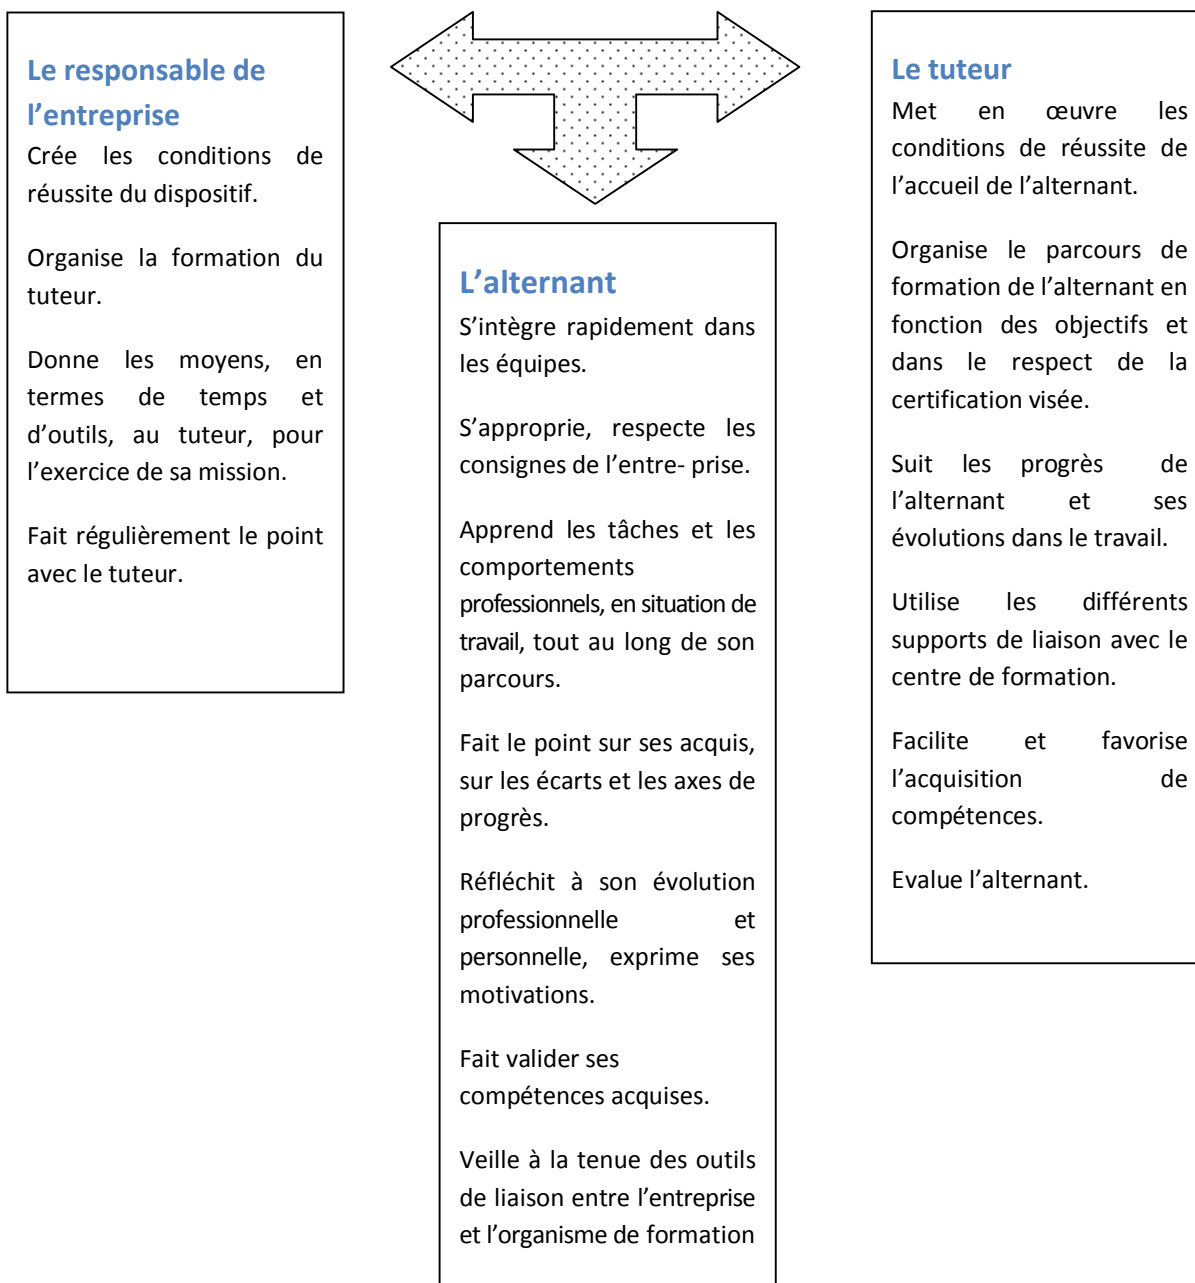 Le responsable de
l’entreprise
Crée les conditions de
réussite du dispositif.
Organise la formation du
tuteur.
Donne les moyens, en
termes de temps et
d’outils, au tuteur, pour
l’exercice de sa mission.
Fait régulièrement le point
avec le tuteur.
L’alternant
S’intègre rapidement dans
les équipes.
S’approprie, respecte les
consignes de l’entre- prise.
Apprend les tâches et les
comportements
professionnels, en situation de
travail, tout au long de son
parcours.
Fait le point sur ses acquis,
sur les écarts et les axes de
progrès.
Réfléchit à son évolution
professionnelle et
personnelle, exprime ses
motivations.
Fait valider ses
compétences acquises.
Veille à la tenue des outils
de liaison entre l’entreprise
et l’organisme de formation
Le tuteur
Met en œuvre les
conditions de réussite de
l’accueil de l’alternant.
Organise le parcours de
formation de l’alternant en
fonction des objectifs et
dans le respect de la
certification visée.
Suit les progrès de
l’alternant et ses
évolutions dans le travail.
Utilise les différents
supports de liaison avec le
centre de formation.
Facilite et favorise
l’acquisition de
compétences.
Evalue l’alternant.